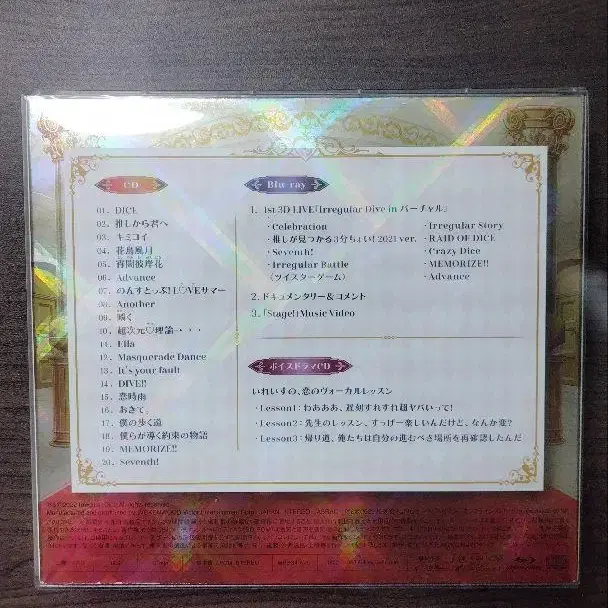 CD
01. DICE
02. 推しから君へ
03. キミコイ
04. 花鳥風月
05. 宵闇彼岸花
06. Advance
07. のんすとっぷ! L♡VEサマー
08. Another
09. 瞬く
10. 超次元♡理論→・・・
11. Ella
12. Masquerade Dance
13. It's your fault
14. DIVE!!
15. 恋時雨
16. おきて。
17. 僕の歩く道
18. 僕らが導く約束の物語
19. MEMORIZE!!
20. Seventh!
Blu-ray
1. 1st 3D LIVE「Irregular Dive in バーチャル」
・Celebration
・推しが見つかる3分ちょい! 2021 ver.
・Seventh!
・Irregular Battle
(ツイスターゲーム)
・Irregular Story
・RAID OF DICE
・Crazy Dice
・MEMORIZE!!
・Advance
2. ドキュメンタリー&コメント
3. 「Stage!」Music Video
ボイスドラマCD
いれいすの、恋のヴォーカルレッスン
・Lesson1:わあああ、遅刻すれすれ超ヤバいって!
・Lesson2:先生のレッスン、すっげー楽しいんだけど、なんか変?
・Lesson3:帰り道、俺たちは自分の進むべき場所を再確認したんだ